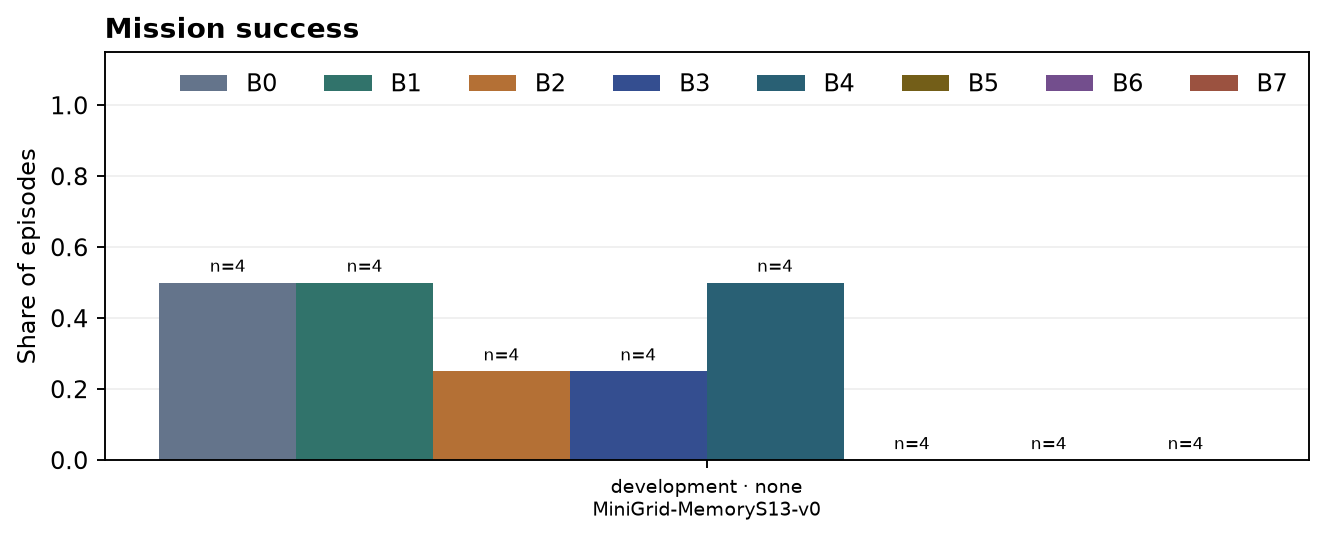 Mission success
B0 B1 B2 B3 B4 B5 B6 B7
Share of episodes
1.0
0.8
0.6
0.4
0.2
0.0
n=4 n=4 n=4 n=4 n=4 n=4 n=4 n=4
development · none
MiniGrid-MemoryS13-v0